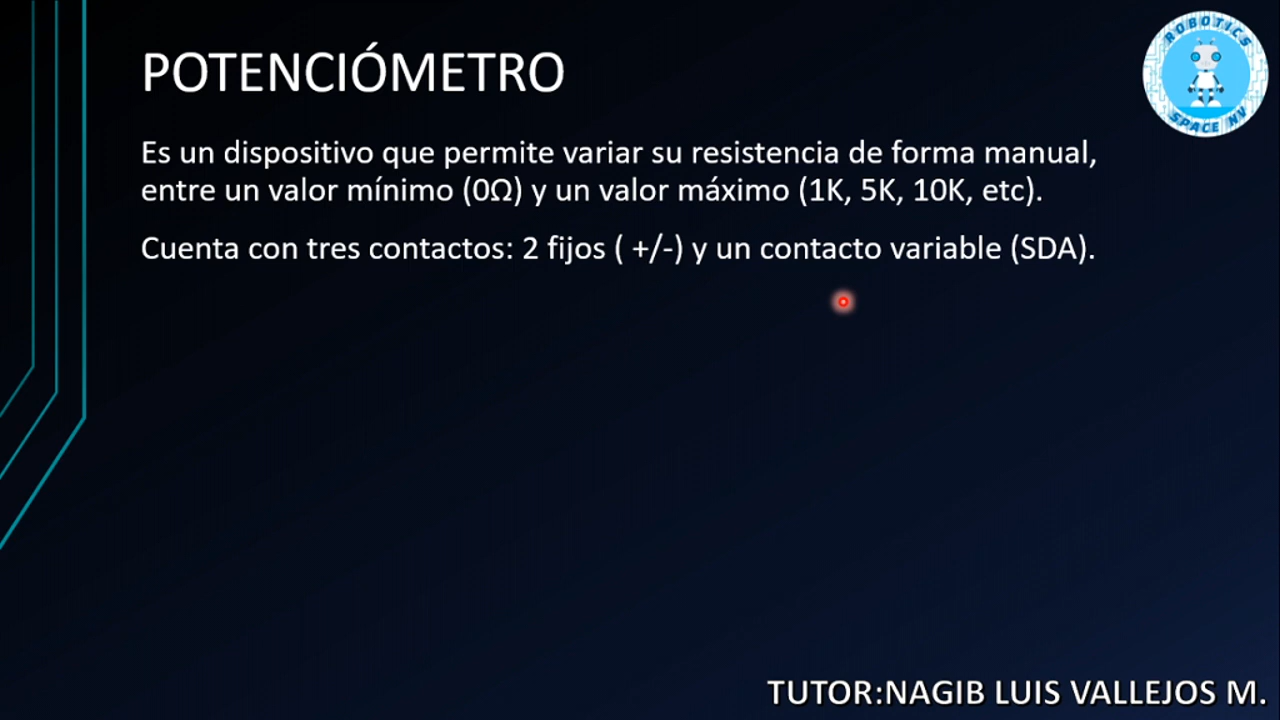 POTENCIÓMETRO
ROBOTICS
SPACE NV
Es un dispositivo que permite variar su resistencia de forma manual,
entre un valor mínimo (0Ω) y un valor máximo (1K, 5K, 10K, etc).
Cuenta con tres contactos: 2 fijos ( +/-) y un contacto variable (SDA).
TUTOR:NAGIB LUIS VALLEJOS M.